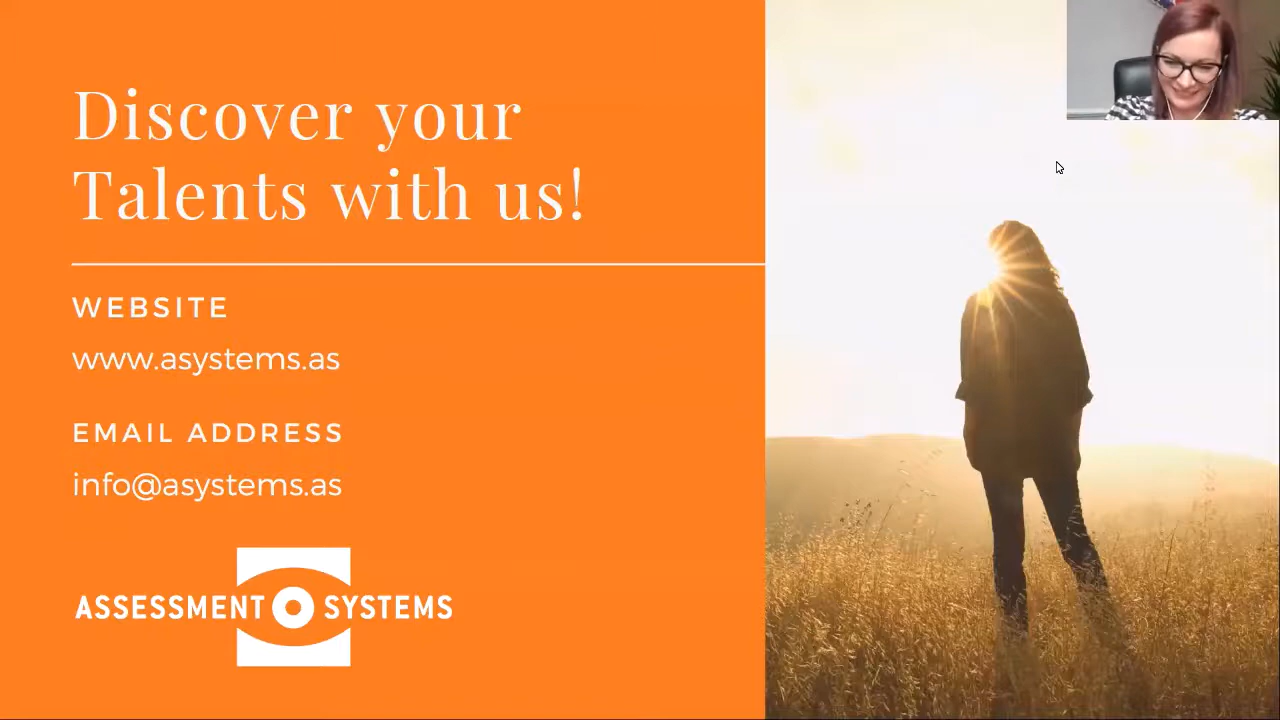 Discover your
Talents with us!
WEBSITE
www.asystems.as
EMAIL ADDRESS
info@asystems.as
ASSESSMENT SYSTEMS